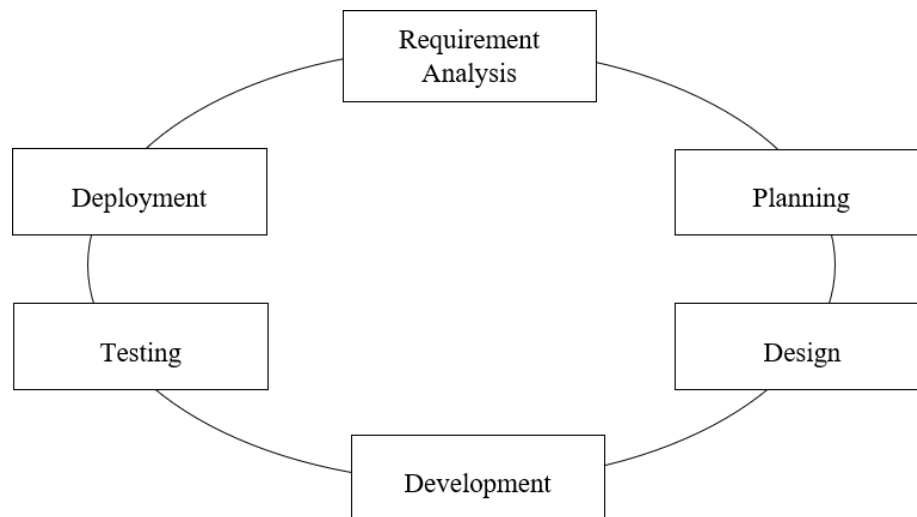 Requirement
Analysis
Deployment
Planning
Testing
Design
Development